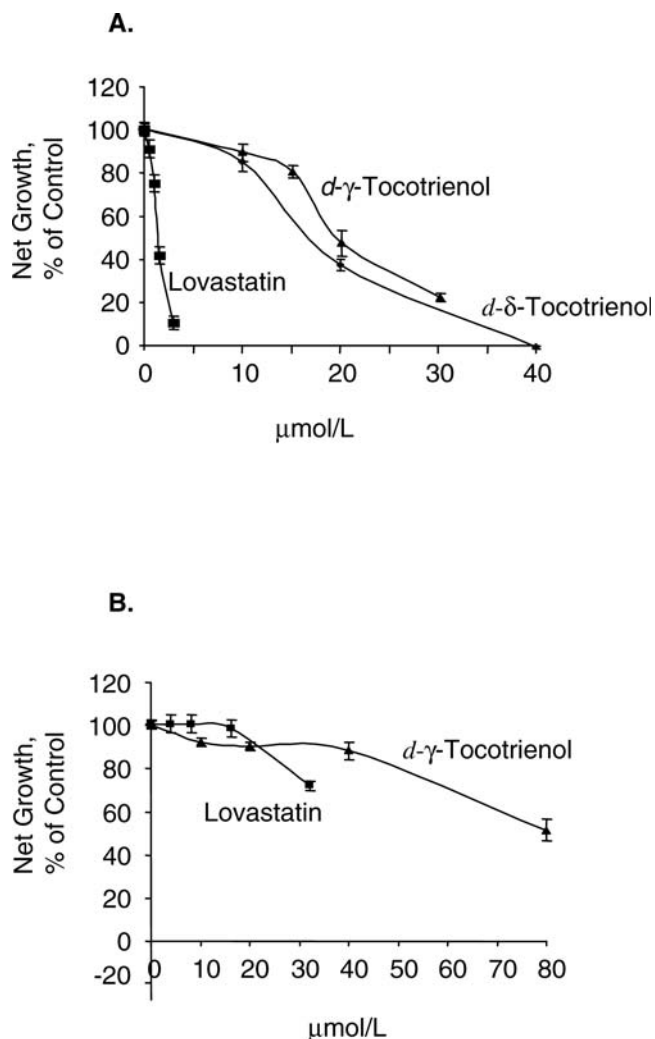 A.
120
100
80
60
40
20
0
Net Growth,
% of Control
d-γ-Tocotrienol
Lovastatin
d-δ-Tocotrienol
0 10 20 30 40
μmol/L
B.
120
100
80
60
40
20
0
-20
Net Growth,
% of Control
d-γ-Tocotrienol
Lovastatin
0 10 20 30 40 50 60 70 80
μmol/L